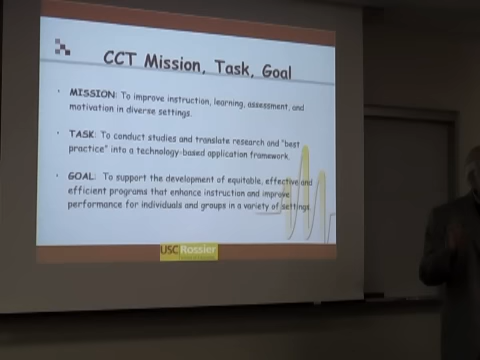 CCT Mission, Task, Goal
MISSION: To improve instruction, learning, assessment, and
motivation in diverse settings.
TASK: To conduct studies and translate research and "best
practice" into a technology-based application framework.
GOAL: To support the development of equitable, effective and
efficient programs that enhance instruction and improve
performance for individuals and groups in a variety of settings.
USC Rossier